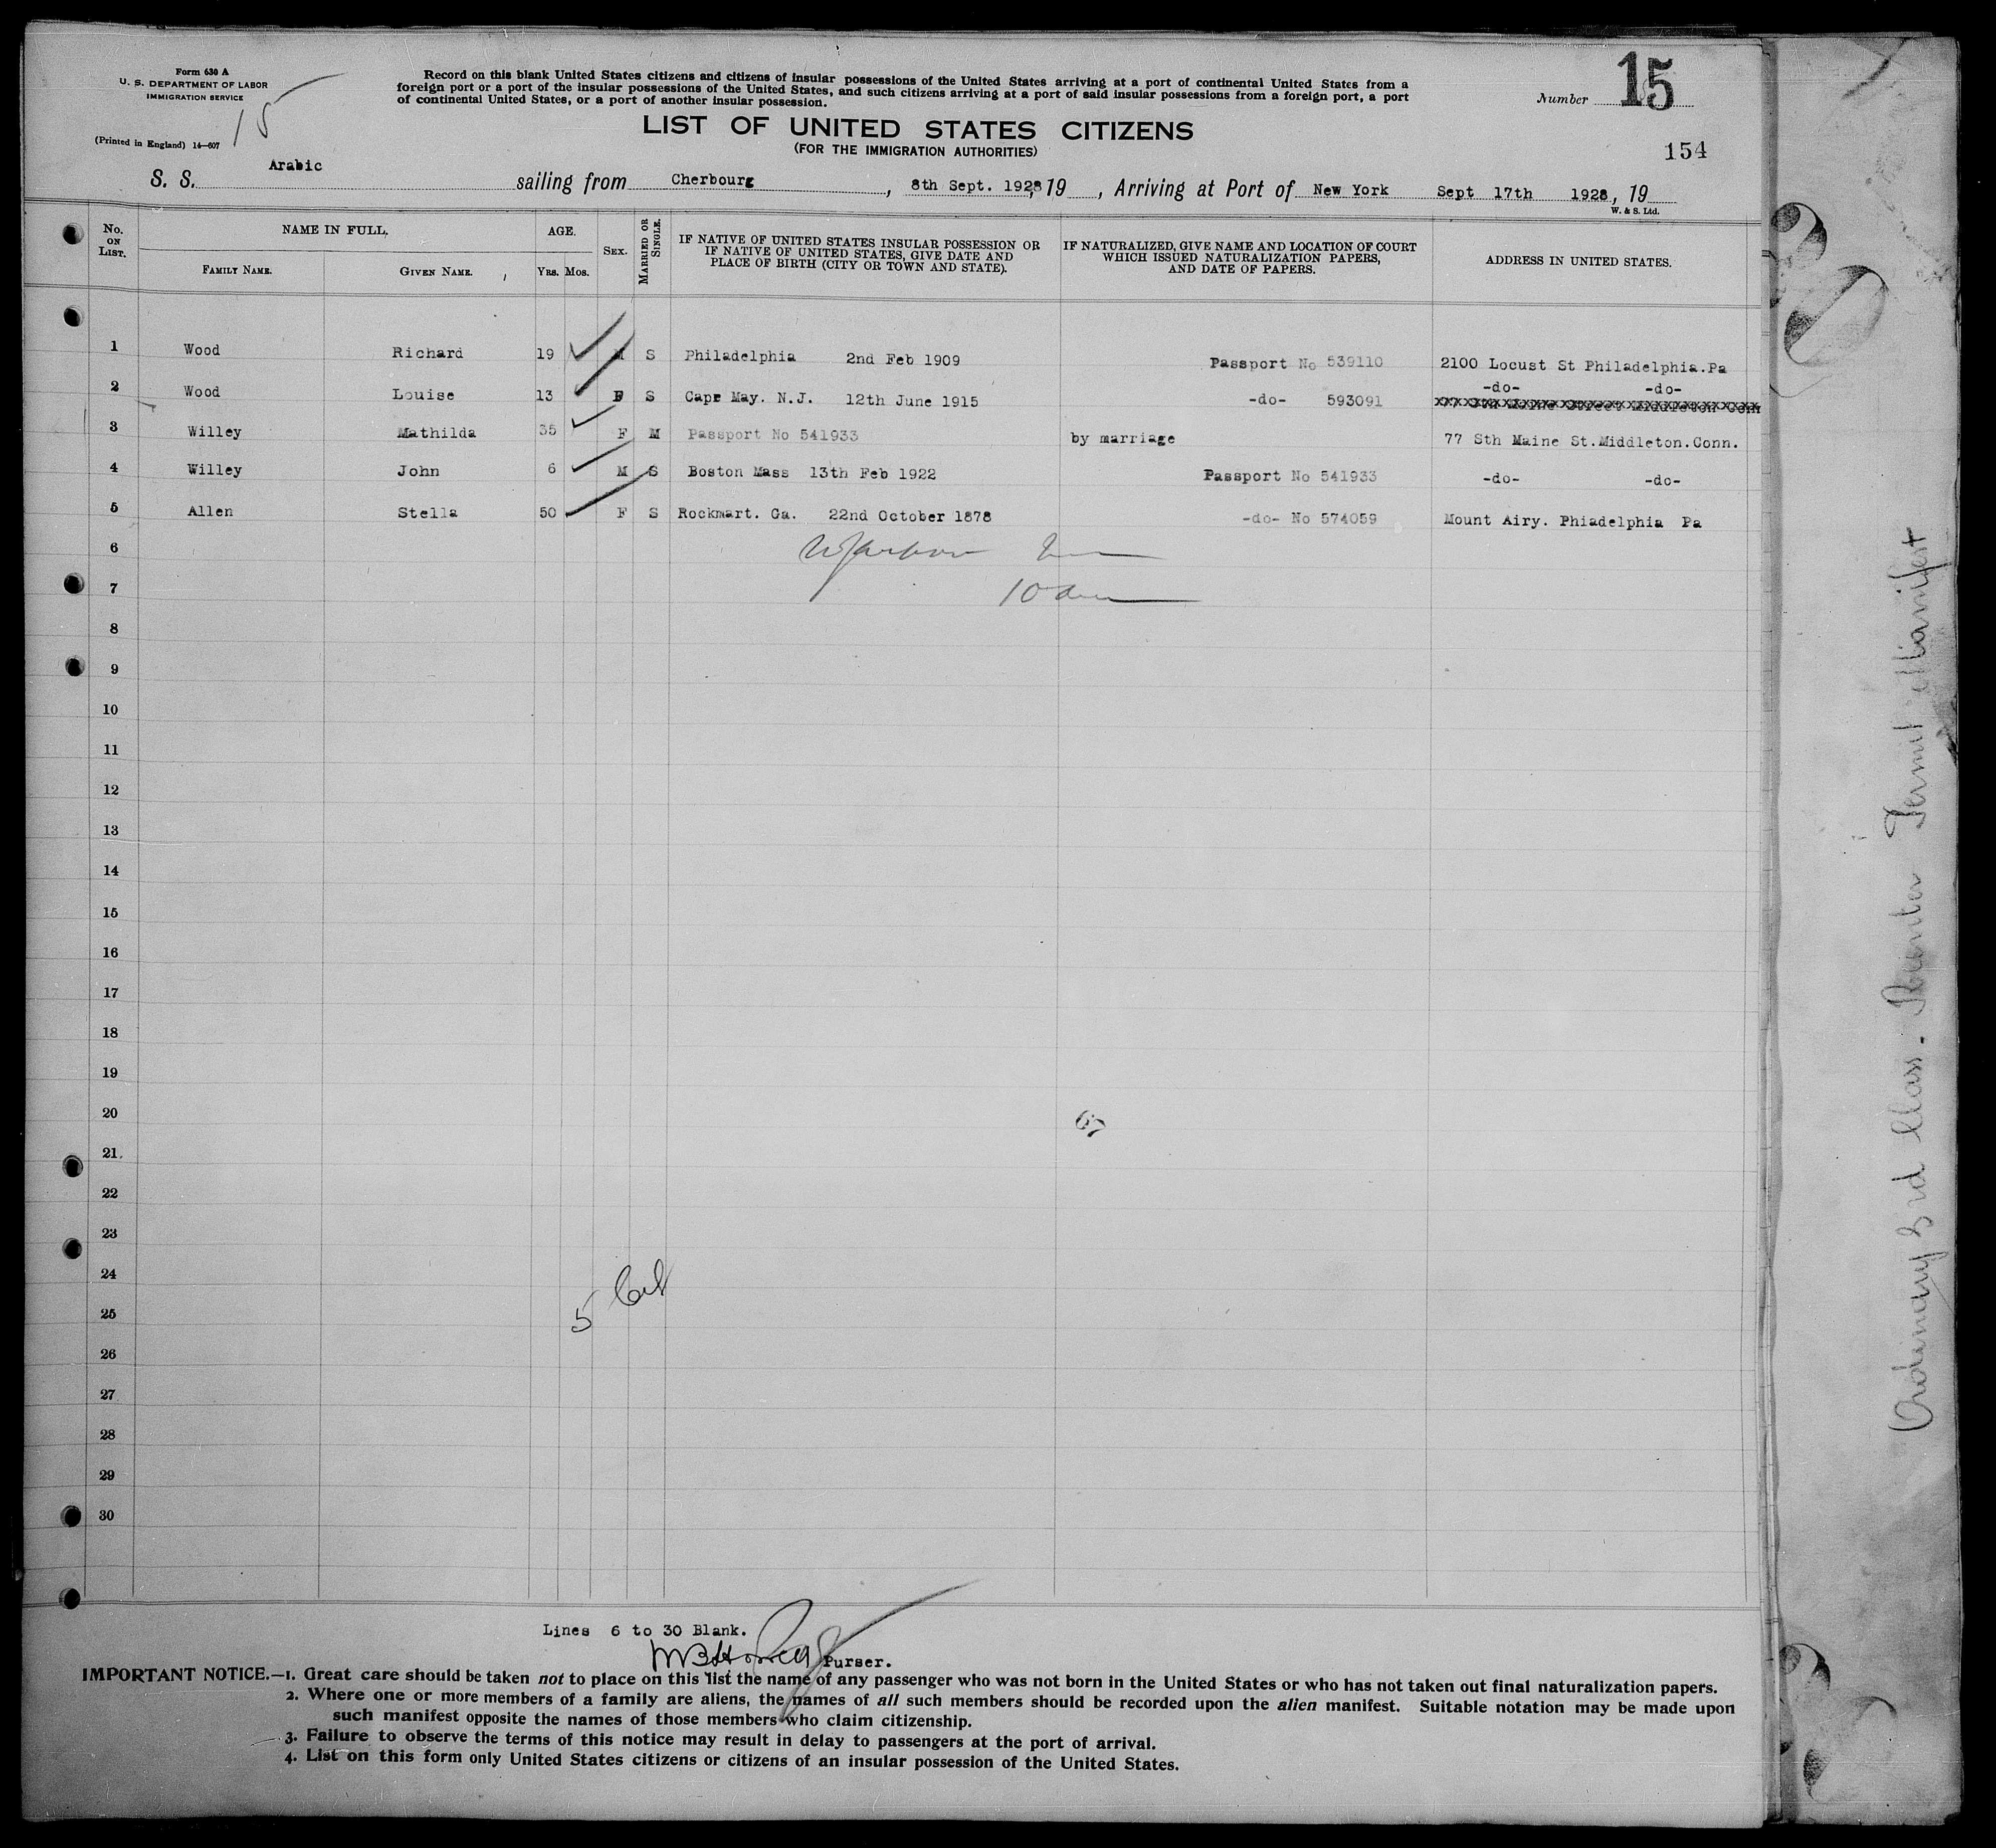 Form 630 A
U. S. DEPARTMENT OF LABOR
IMMIGRATION SERVICE
15
(Printed in England) 14—607
Record on this blank United States citizens and citizens of insular possessions of the United States arriving at a port of continental United States from a
foreign port or a port of the insular possessions of the United States, and such citizens arriving at a port of said insular possessions from a foreign port, a port
of continental United States, or a port of another insular possession.
Number 15
LIST OF UNITED STATES CITIZENS
(FOR THE IMMIGRATION AUTHORITIES)
154
S. S. Arabic sailing from Cherbourg, 8th Sept. 1928, 19 , Arriving at Port of New York Sept 17th 1928, 19
W. & S. Ltd.
No. ON LIST. NAME IN FULL. AGE. SEX. MARRIED OR SINGLE. IF NATIVE OF UNITED STATES INSULAR POSSESSION OR IF NATIVE OF UNITED STATES, GIVE DATE AND PLACE OF BIRTH (CITY OR TOWN AND STATE). IF NATURALIZED, GIVE NAME AND LOCATION OF COURT WHICH ISSUED NATURALIZATION PAPERS, AND DATE OF PAPERS. ADDRESS IN UNITED STATES.
FAMILY NAME. GIVEN NAME. YRS. MOS.
1 Wood Richard 19 M S Philadelphia 2nd Feb 1909 Passport No 539110 2100 Locust St Philadelphia.Pa
2 Wood Louise 13 F S Cape May. N.J. 12th June 1915 -do- 593091 -do- -do-
3 Willey Mathilda 35 F M Passport No 541933 by marriage 77 Sth Maine St.Middleton.Conn.
4 Willey John 6 M S Boston Mass 13th Feb 1922 Passport No 541933 -do- -do-
5 Allen Stella 50 F S Rockmart. Ga. 22nd October 1878 -do- No 574059 Mount Airy. Phiadelphia Pa
6
7
8
9
10
11
12
13
14
15
16
17
18
19
20
67
21
22
23
24
25
5
26
27
28
29
30
Lines 6 to 30 Blank.
Purser.
IMPORTANT NOTICE.—1. Great care should be taken not to place on this list the name of any passenger who was not born in the United States or who has not taken out final naturalization papers.
2. Where one or more members of a family are aliens, the names of all such members should be recorded upon the alien manifest. Suitable notation may be made upon
such manifest opposite the names of those members who claim citizenship.
3. Failure to observe the terms of this notice may result in delay to passengers at the port of arrival.
4. List on this form only United States citizens or citizens of an insular possession of the United States.
Ordinary 3rd Class. Reenter Permit Manifest